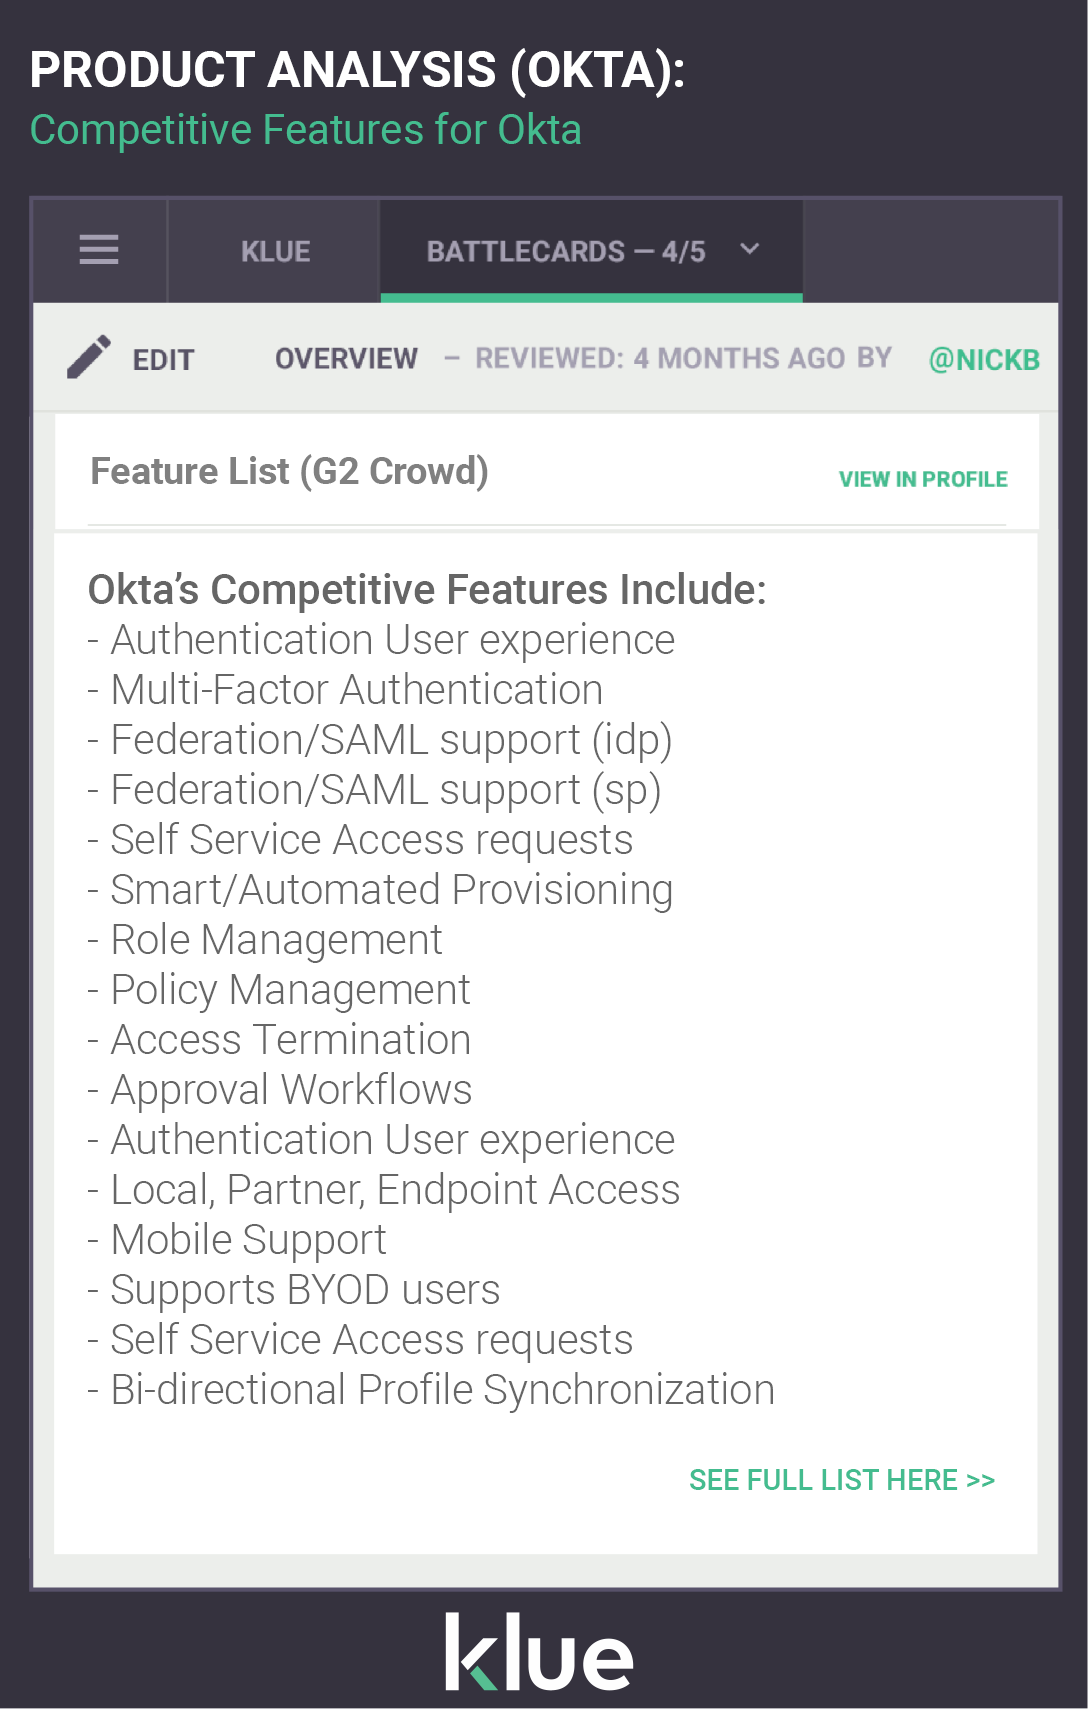 PRODUCT ANALYSIS (OKTA):
Competitive Features for Okta
KLUE
BATTLECARDS – 4/5
EDIT
OVERVIEW – REVIEWED: 4 MONTHS AGO BY @NICKB
Feature List (G2 Crowd)
VIEW IN PROFILE
Okta’s Competitive Features Include:
- Authentication User experience
- Multi-Factor Authentication
- Federation/SAML support (idp)
- Federation/SAML support (sp)
- Self Service Access requests
- Smart/Automated Provisioning
- Role Management
- Policy Management
- Access Termination
- Approval Workflows
- Authentication User experience
- Local, Partner, Endpoint Access
- Mobile Support
- Supports BYOD users
- Self Service Access requests
- Bi-directional Profile Synchronization
SEE FULL LIST HERE >>
klue